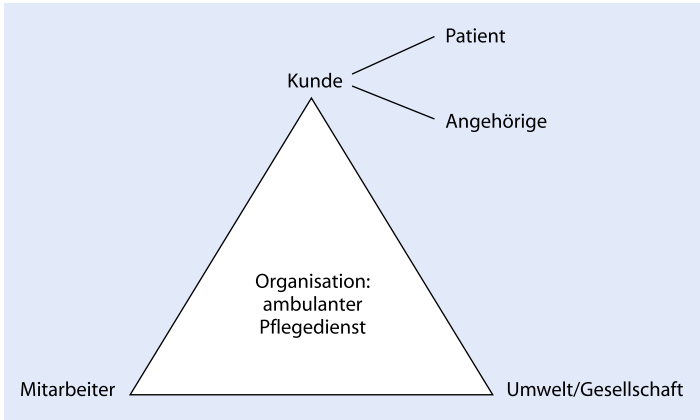 Patient
Kunde
Angehörige
Organisation:
ambulanter
Pflegedienst
Mitarbeiter
Umwelt/Gesellschaft